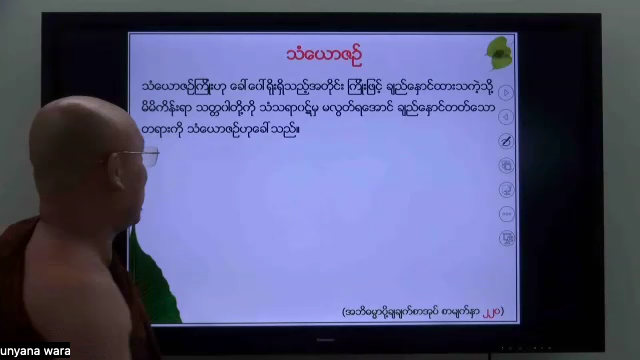 သံယောဇဉ်
သံယောဇဉ်ကြိုးဟု ခေါ်ဝေါ်ရိုးရှိသည့်အတိုင်း ကြိုးဖြင့် ချည်နှောင်ထားသကဲ့သို့
မိမိကိန်းရာ သတ္တဝါတို့ကို သံသရာဝဋ်မှ မလွတ်ရအောင် ချည်နှောင်တတ်သော
တရားကို သံယောဇဉ်ဟုခေါ်သည်။
(အဘိဓမ္မာပို့ချချက်စာအုပ် စာမျက်နှာ ၂၂၀)
unyana wara